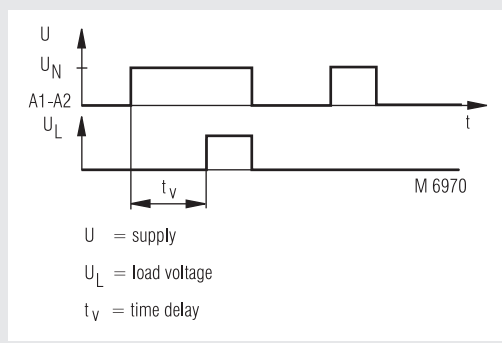 U
U_N
A1-A2
t
U_L
t_v
M 6970
U = supply
U_L = load voltage
t_v = time delay